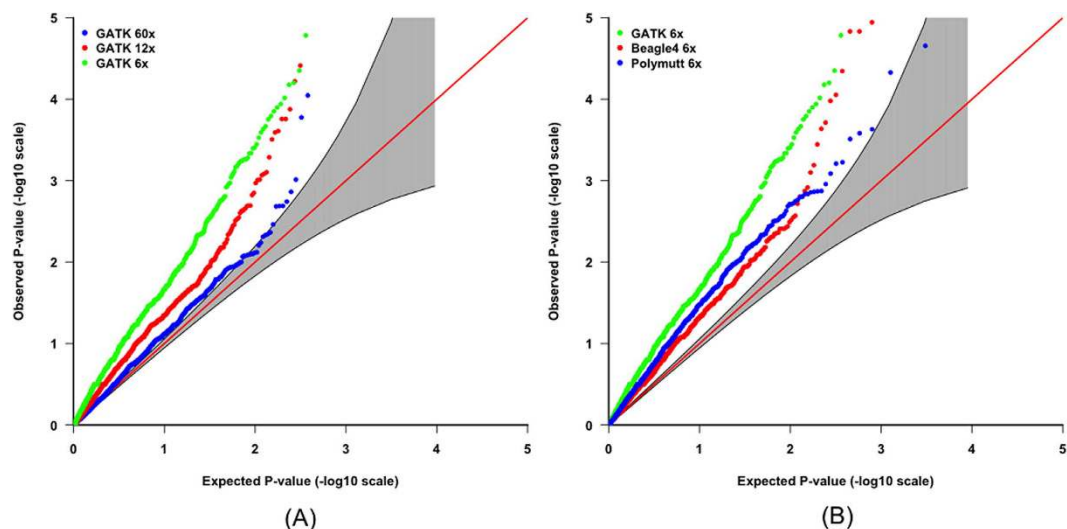 GATK 60x
GATK 12x
GATK 6x
5
4
3
2
1
0
Observed P-value (-log10 scale)
0 1 2 3 4 5
Expected P-value (-log10 scale)
(A)
GATK 6x
Beagle4 6x
Polymutt 6x
5
4
3
2
1
0
Observed P-value (-log10 scale)
0 1 2 3 4 5
Expected P-value (-log10 scale)
(B)